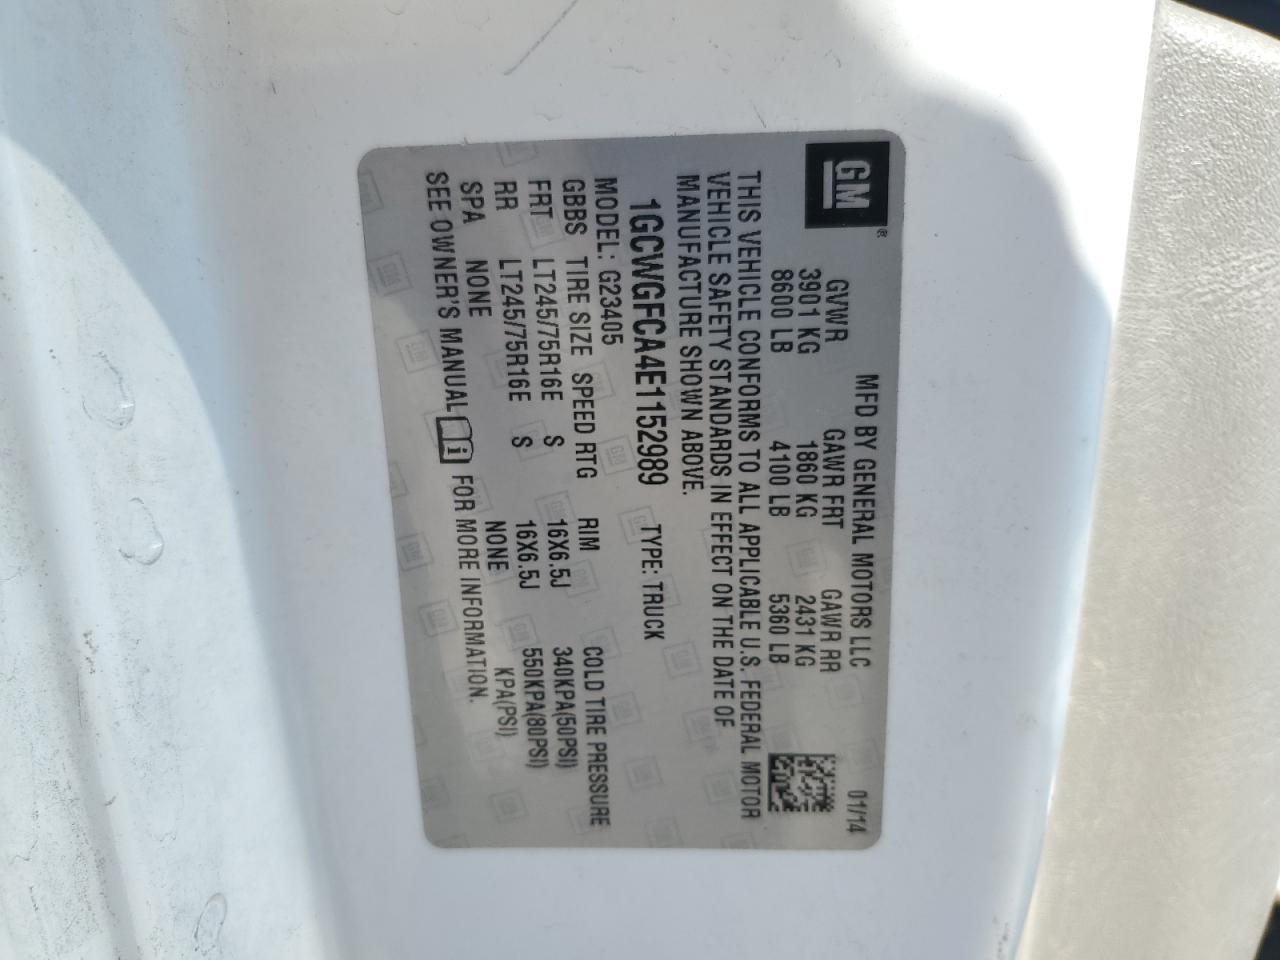 GM®
MFD BY GENERAL MOTORS LLC 01/14
GVWR GAWR FRT GAWR RR
3901 KG 1860 KG 2431 KG
8600 LB 4100 LB 5360 LB
THIS VEHICLE CONFORMS TO ALL APPLICABLE U.S. FEDERAL MOTOR
VEHICLE SAFETY STANDARDS IN EFFECT ON THE DATE OF
MANUFACTURE SHOWN ABOVE.
1GCWGFCA4E1152989 TYPE: TRUCK
MODEL: G23405
GBBS TIRE SIZE SPEED RTG RIM COLD TIRE PRESSURE
FRT LT245/75R16E S 16X6.5J 340KPA(50PSI)
RR LT245/75R16E S 16X6.5J 550KPA(80PSI)
SPA NONE NONE KPA(PSI)
SEE OWNER'S MANUAL i FOR MORE INFORMATION.